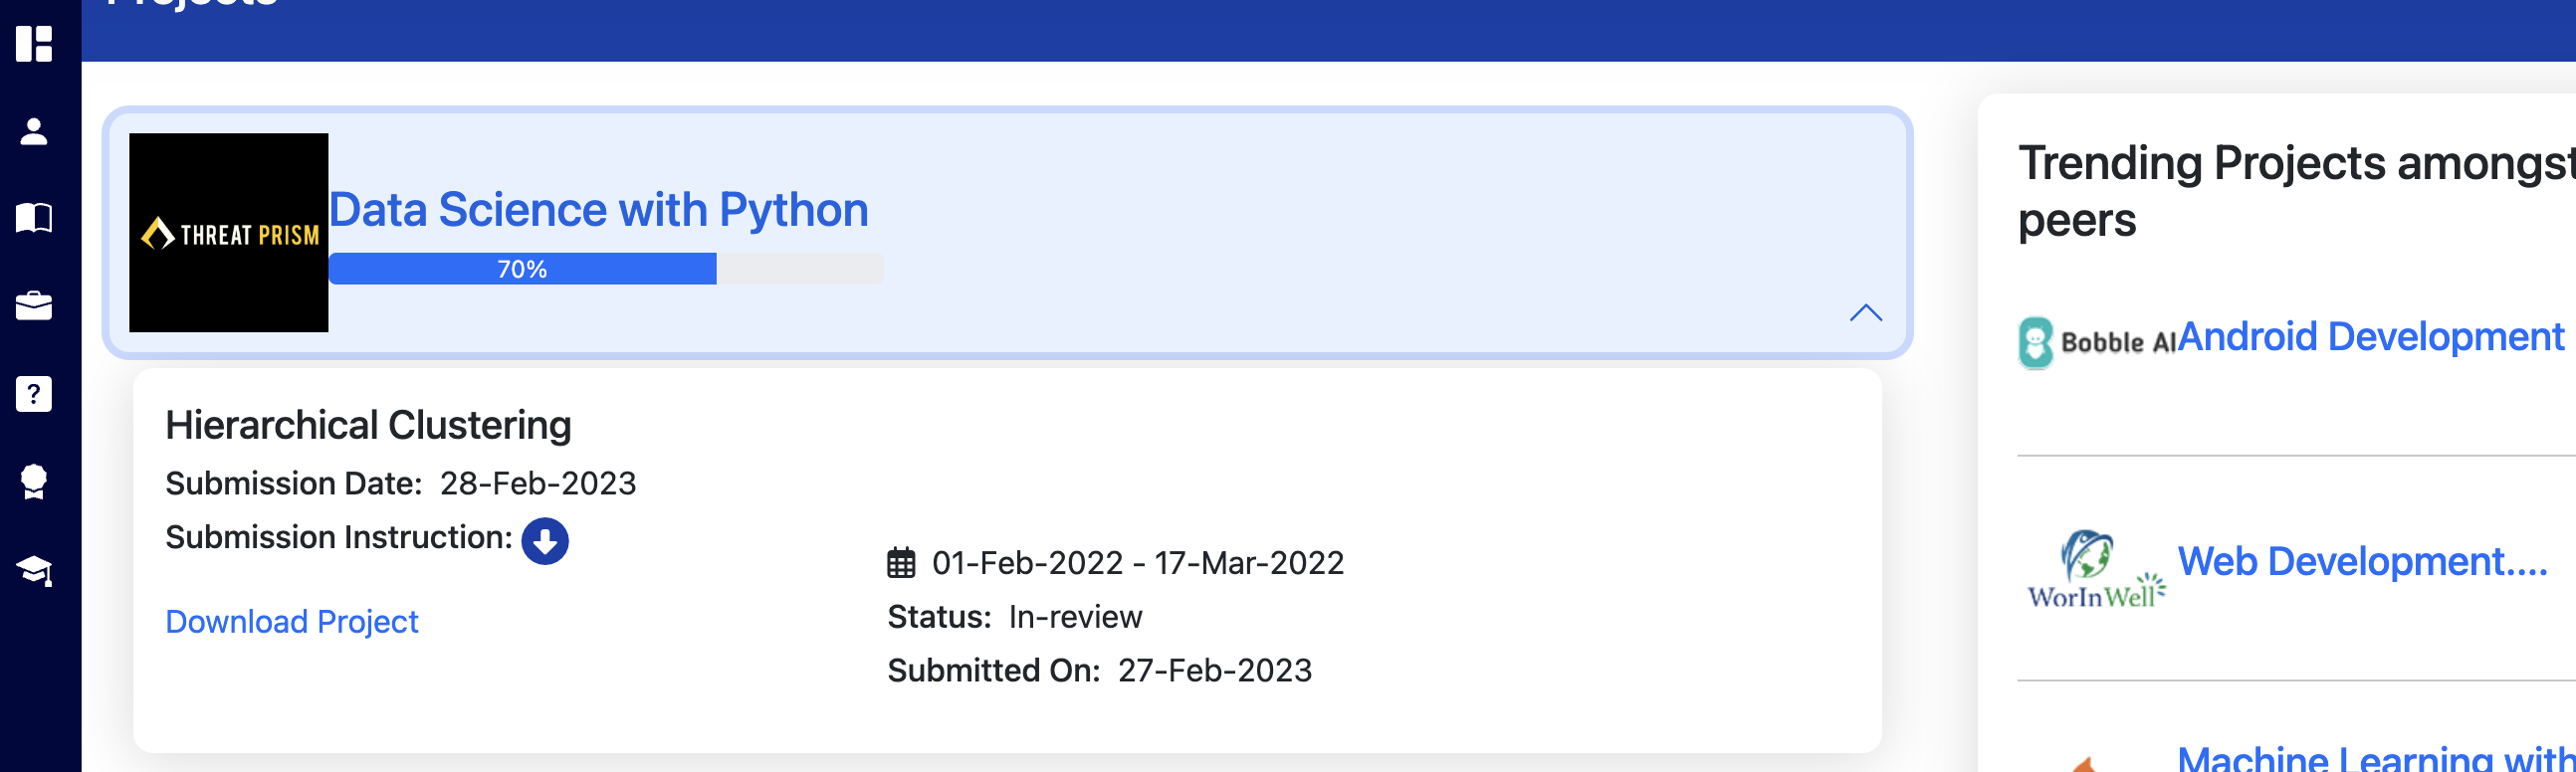 Projects
THREAT PRISM
Data Science with Python
70%
Hierarchical Clustering
Submission Date: 28-Feb-2023
Submission Instruction:
Download Project
01-Feb-2022 - 17-Mar-2022
Status: In-review
Submitted On: 27-Feb-2023
Trending Projects amongst
peers
Bobble AI
Android Development
WorInWell
Web Development....
Machine Learning with